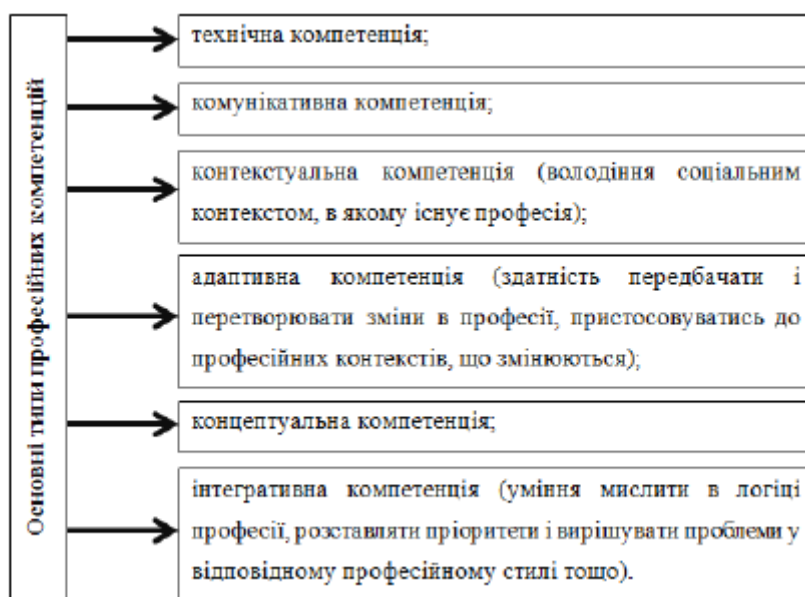 Основні типи професійних компетенцій
технічна компетенція;
комунікативна компетенція;
контекстуальна компетенція (володіння соціальним
контекстом, в якому існує професія);
адаптивна компетенція (здатність передбачати і
перетворювати зміни в професії, пристосовуватись до
професійних контекстів, що змінюються);
концептуальна компетенція;
інтегративна компетенція (уміння мислити в логіці
професії, розставляти пріоритети і вирішувати проблеми у
відповідному професійному стилі тощо).